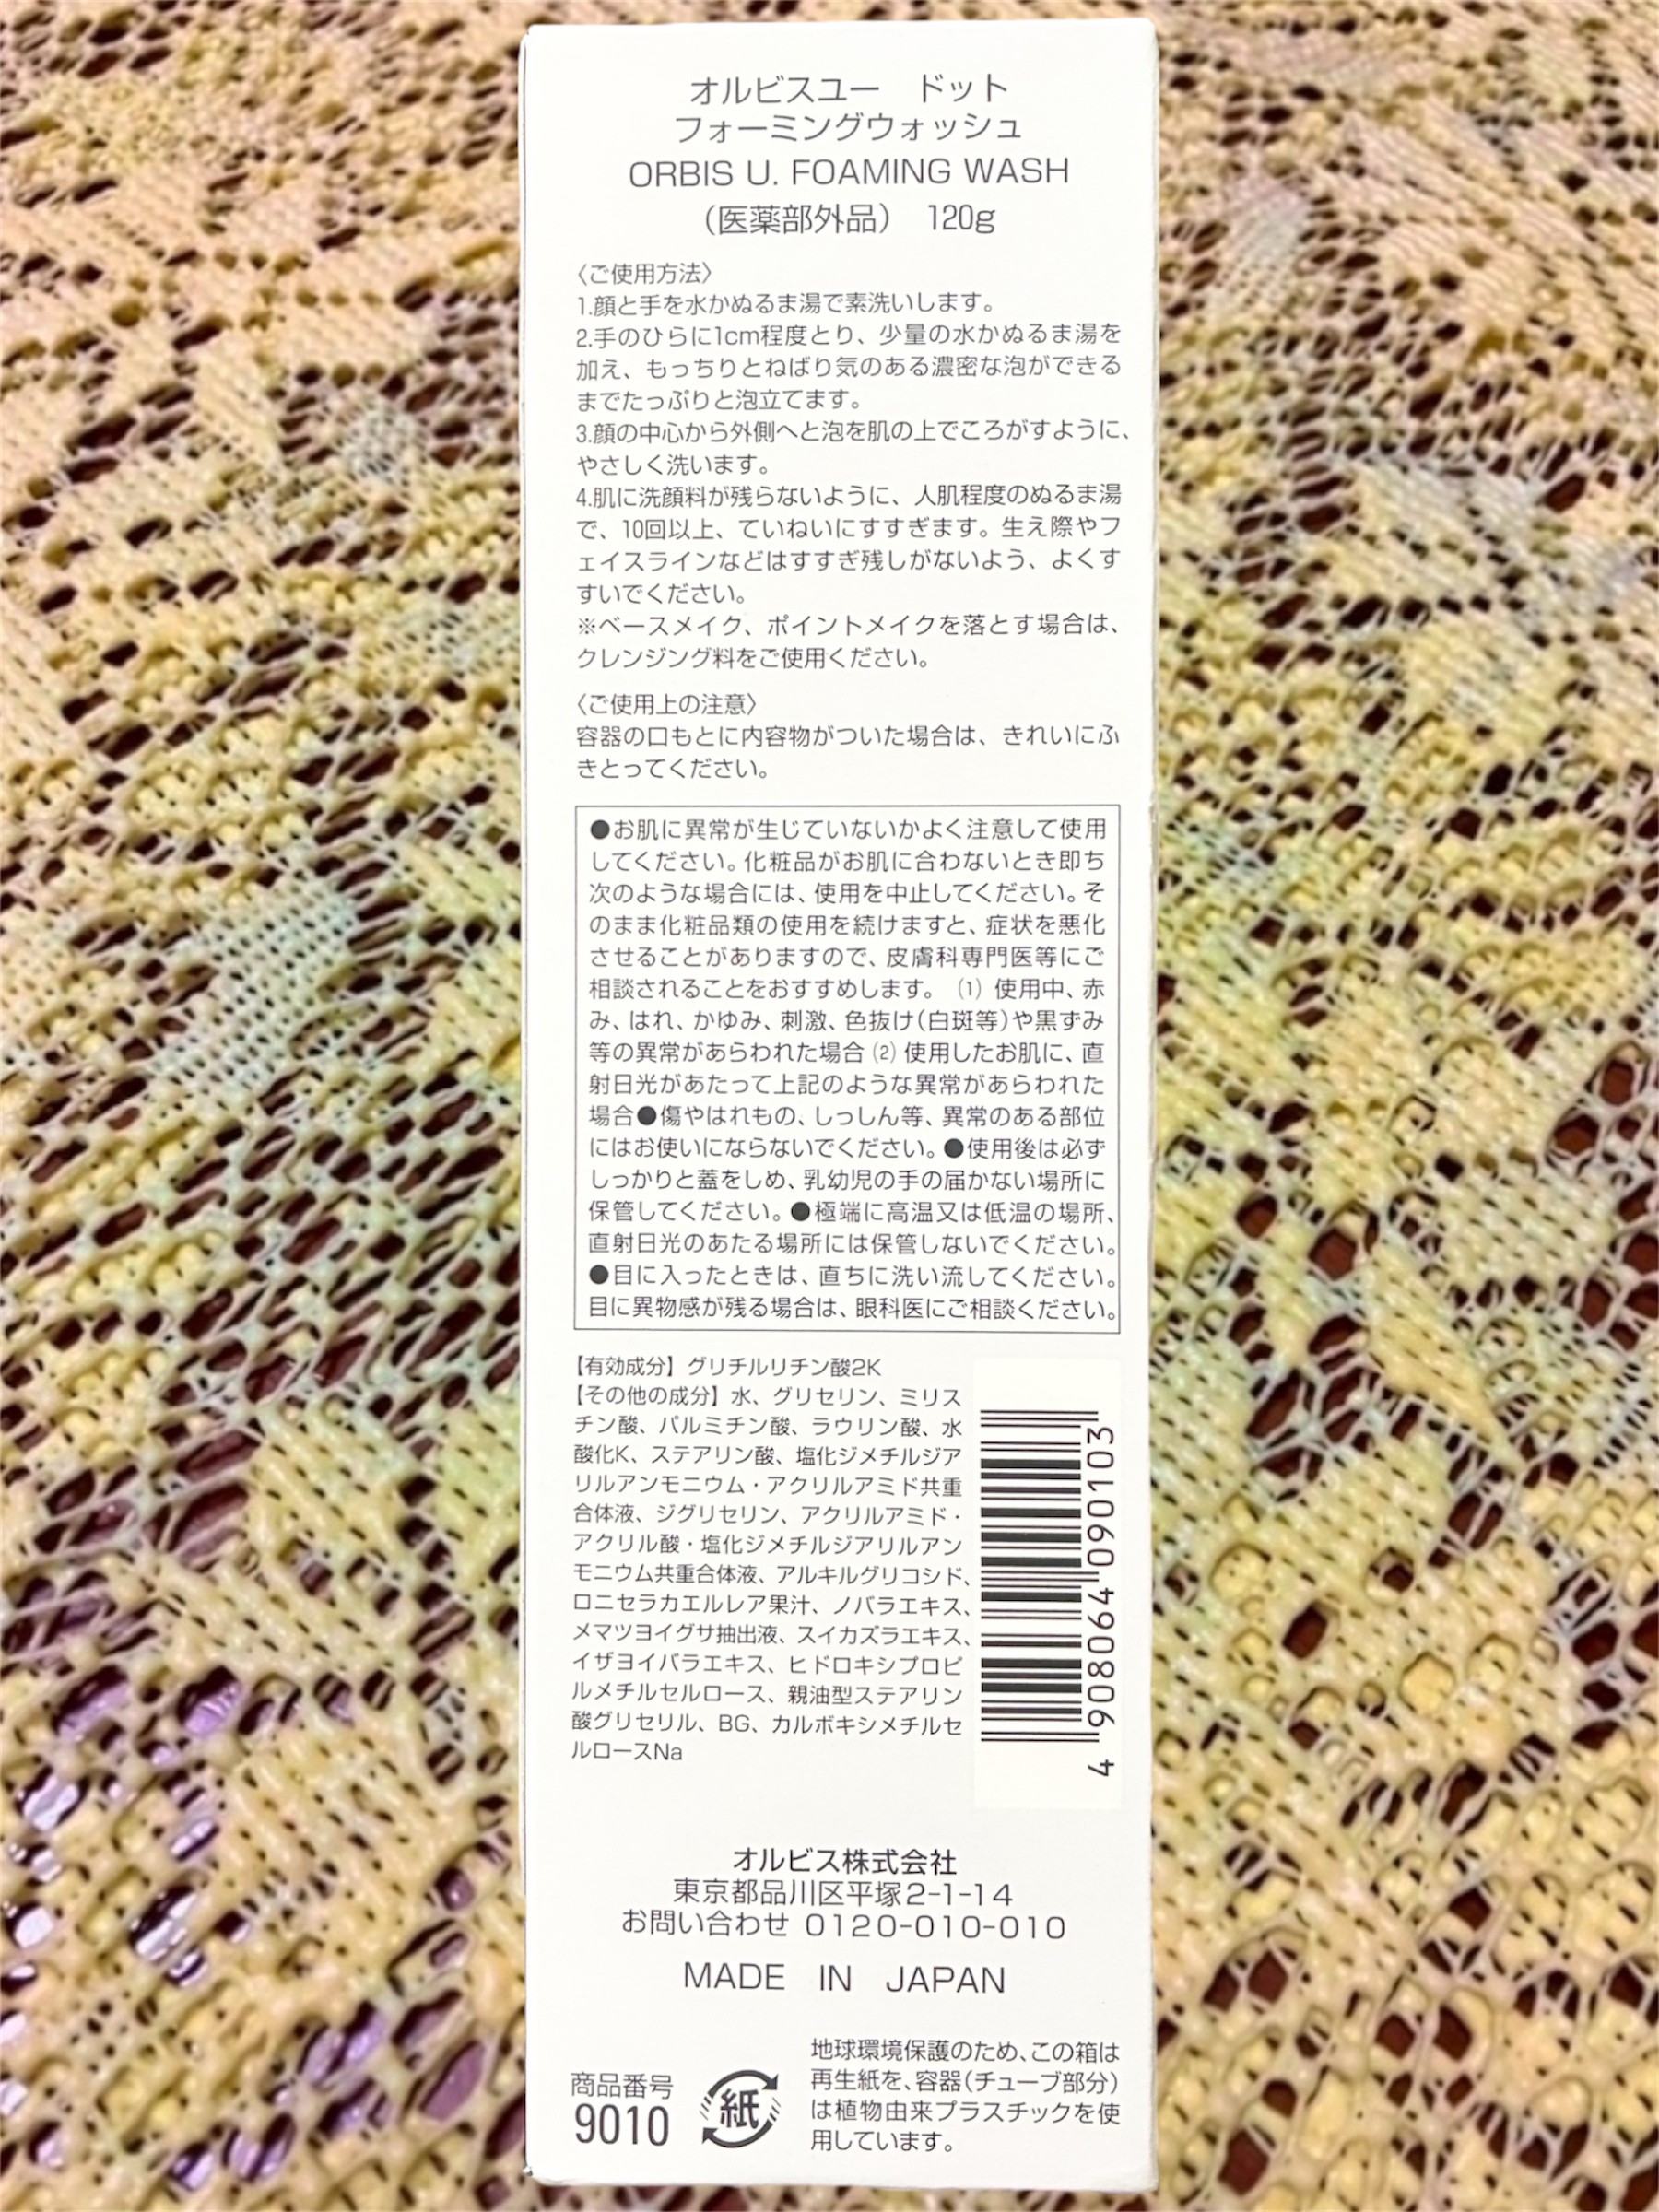 オルビスユー　ドット
フォーミングウォッシュ
ORBIS U. FOAMING WASH
（医薬部外品）　120g
〈ご使用方法〉
1.顔と手を水かぬるま湯で素洗いします。
2.手のひらに1cm程度とり、少量の水かぬるま湯を
加え、もっちりとねばり気のある濃密な泡ができる
までたっぷりと泡立てます。
3.顔の中心から外側へと泡を肌の上でころがすように、
やさしく洗います。
4.肌に洗顔料が残らないように、人肌程度のぬるま湯
で、10回以上、ていねいにすすぎます。生え際やフ
ェイスラインなどはすすぎ残しがないよう、よくす
すいでください。
※ベースメイク、ポイントメイクを落とす場合は、
クレンジング料をご使用ください。
〈ご使用上の注意〉
容器の口もとに内容物がついた場合は、きれいにふ
きとってください。
●お肌に異常が生じていないかよく注意して使用
してください。化粧品がお肌に合わないとき即ち
次のような場合には、使用を中止してください。そ
のまま化粧品類の使用を続けますと、症状を悪化
させることがありますので、皮膚科専門医等にご
相談されることをおすすめします。（1）使用中、赤
み、はれ、かゆみ、刺激、色抜け（白斑等）や黒ずみ
等の異常があらわれた場合（2）使用したお肌に、直
射日光があたって上記のような異常があらわれた
場合●傷やはれもの、しっしん等、異常のある部位
にはお使いにならないでください。●使用後は必ず
しっかりと蓋をしめ、乳幼児の手の届かない場所に
保管してください。●極端に高温又は低温の場所、
直射日光のあたる場所には保管しないでください。
●目に入ったときは、直ちに洗い流してください。
目に異物感が残る場合は、眼科医にご相談ください。
【有効成分】グリチルリチン酸2K
【その他の成分】水、グリセリン、ミリス
チン酸、パルミチン酸、ラウリン酸、水
酸化K、ステアリン酸、塩化ジメチルジア
リルアンモニウム・アクリルアミド共重
合体液、ジグリセリン、アクリルアミド・
アクリル酸・塩化ジメチルジアリルアン
モニウム共重合体液、アルキルグリコシド、
ロニセラカエルレア果汁、ノバラエキス、
メマツヨイグサ抽出液、スイカズラエキス、
イザヨイバラエキス、ヒドロキシプロピ
ルメチルセルロース、親油型ステアリン
酸グリセリル、BG、カルボキシメチルセ
ルロースNa
4 908064 090103
オルビス株式会社
東京都品川区平塚2-1-14
お問い合わせ 0120-010-010
MADE IN JAPAN
商品番号
9010
紙
地球環境保護のため、この箱は
再生紙を、容器（チューブ部分）
は植物由来プラスチックを使
用しています。